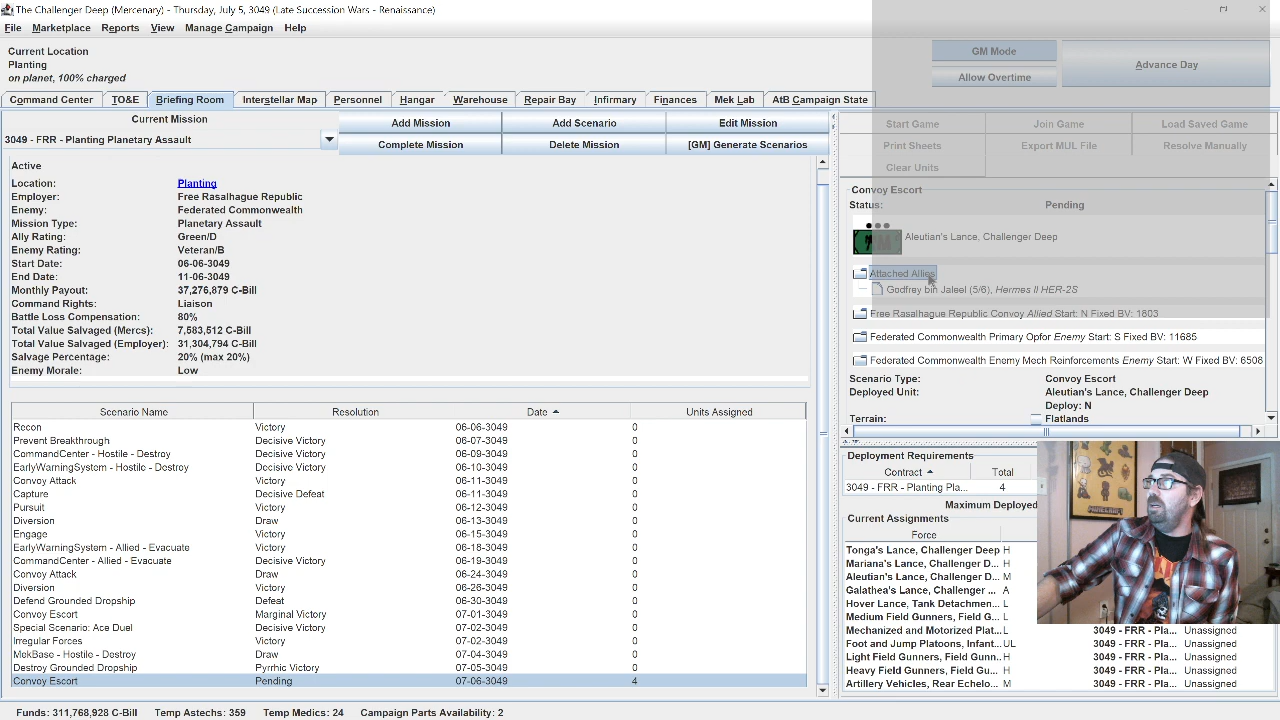 The Challenger Deep (Mercenary) - Thursday, July 5, 3049 (Late Succession Wars - Renaissance)
File Marketplace Reports View Manage Campaign Help
Current Location
Planting
on planet, 100% charged
GM Mode
Advance Day
Allow Overtime
Command Center TO&E Briefing Room Interstellar Map Personnel Hangar Warehouse Repair Bay Infirmary Finances Mek Lab AtB Campaign State
Current Mission
3049 - FRR - Planting Planetary Assault
Add Mission Add Scenario Edit Mission
Complete Mission Delete Mission [GM] Generate Scenarios
Active
Location: Planting
Employer: Free Rasalhague Republic
Enemy: Federated Commonwealth
Mission Type: Planetary Assault
Ally Rating: Green/D
Enemy Rating: Veteran/B
Start Date: 06-06-3049
End Date: 11-06-3049
Monthly Payout: 37,276,879 C-Bill
Command Rights: Liaison
Battle Loss Compensation: 80%
Total Value Salvaged (Mercs): 7,583,512 C-Bill
Total Value Salvaged (Employer): 31,304,794 C-Bill
Salvage Percentage: 20% (max 20%)
Enemy Morale: Low
Scenario Name Resolution Date Units Assigned
Recon Victory 06-06-3049 0
Prevent Breakthrough Decisive Victory 06-07-3049 0
CommandCenter - Hostile - Destroy Decisive Victory 06-09-3049 0
EarlyWarningSystem - Hostile - Destroy Decisive Victory 06-10-3049 0
Convoy Attack Victory 06-11-3049 0
Capture Decisive Defeat 06-11-3049 0
Pursuit Victory 06-12-3049 0
Diversion Draw 06-13-3049 0
Engage Victory 06-15-3049 0
EarlyWarningSystem - Allied - Evacuate Victory 06-18-3049 0
CommandCenter - Allied - Evacuate Decisive Victory 06-19-3049 0
Convoy Attack Draw 06-24-3049 0
Diversion Victory 06-26-3049 0
Defend Grounded Dropship Defeat 06-30-3049 0
Convoy Escort Marginal Victory 07-01-3049 0
Special Scenario: Ace Duel Decisive Victory 07-02-3049 0
Irregular Forces Victory 07-02-3049 0
MekBase - Hostile - Destroy Draw 07-04-3049 0
Destroy Grounded Dropship Pyrrhic Victory 07-05-3049 0
Convoy Escort Pending 07-06-3049 4
Start Game Join Game Load Saved Game
Print Sheets Export MUL File Resolve Manually
Clear Units
Convoy Escort
Status: Pending
Aleutian's Lance, Challenger Deep
Attached Allies
Godfrey bin Jaleel (5/6), Hermes II HER-2S
Free Rasalhague Republic Convoy Allied Start: N Fixed BV: 1803
Federated Commonwealth Primary Opfor Enemy Start: S Fixed BV: 11685
Federated Commonwealth Enemy Mech Reinforcements Enemy Start: W Fixed BV: 6508
Scenario Type: Convoy Escort
Deployed Unit: Aleutian's Lance, Challenger Deep
Deploy: N
Terrain: Flatlands
Deployment Requirements
Contract Total
3049 - FRR - Planting Pla... 4
Maximum Deployed
Current Assignments
Force
Tonga's Lance, Challenger Deep H
Mariana's Lance, Challenger D... H
Aleutian's Lance, Challenger D... M
Galathea's Lance, Challenger ... A
Hover Lance, Tank Detachmen... L
Medium Field Gunners, Field G... L
Mechanized and Motorized Plat... L 3049 - FRR - Pla... Unassigned
Foot and Jump Platoons, Infant... UL 3049 - FRR - Pla... Unassigned
Light Field Gunners, Field Gunn... H 3049 - FRR - Pla... Unassigned
Heavy Field Gunners, Field Gu... H 3049 - FRR - Pla... Unassigned
Artillery Vehicles, Rear Echelo... M 3049 - FRR - Pla... Unassigned
Funds: 311,768,928 C-Bill Temp Astechs: 359 Temp Medics: 24 Campaign Parts Availability: 2